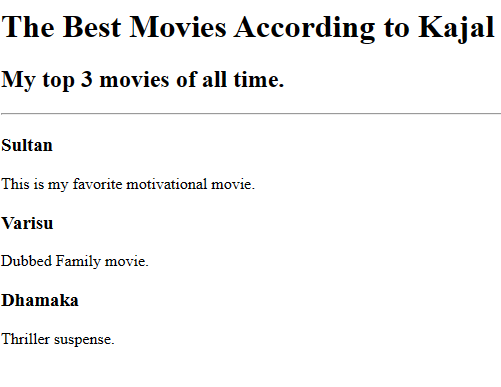 The Best Movies According to Kajal
My top 3 movies of all time.
Sultan
This is my favorite motivational movie.
Varisu
Dubbed Family movie.
Dhamaka
Thriller suspense.